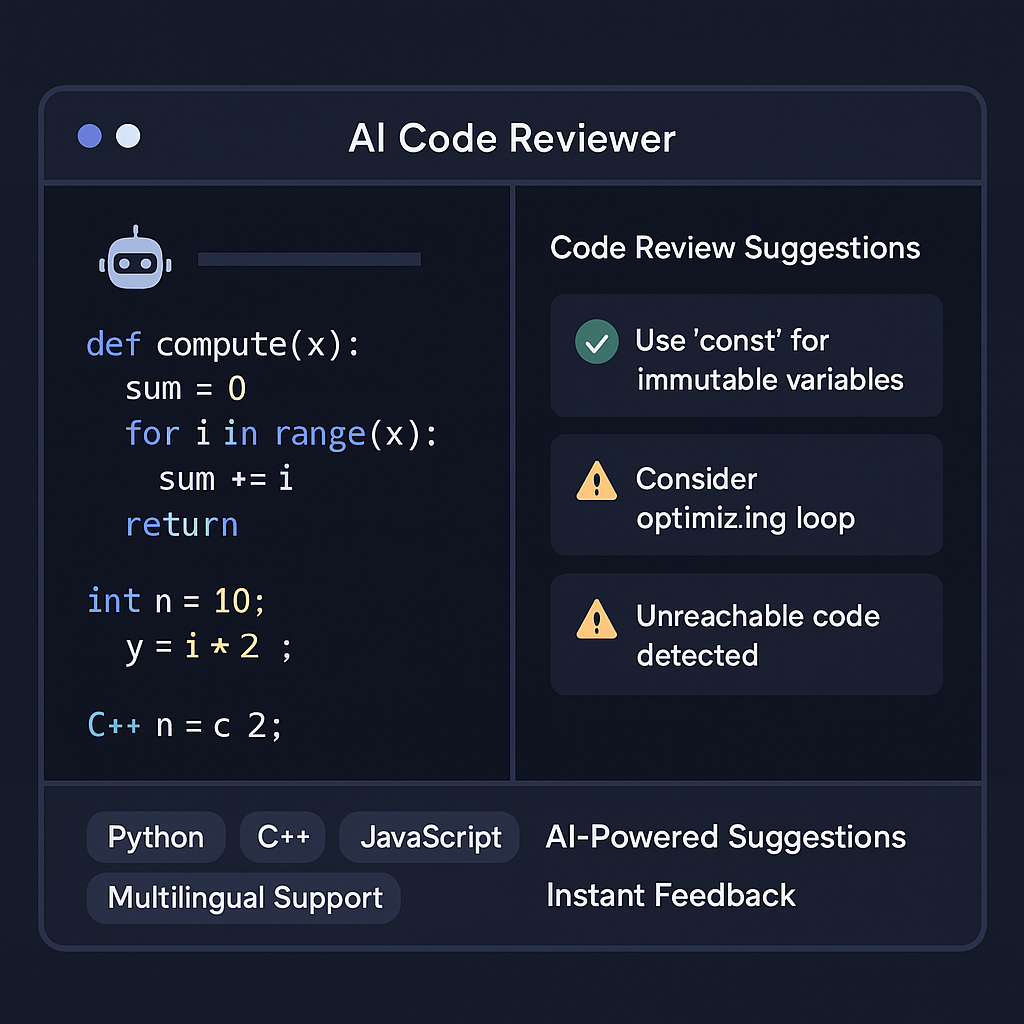 AI Code Reviewer
def compute(x):
sum = 0
for i in range(x):
sum += i
return
int n = 10;
y = i * 2 ;
C++ n = c 2;
Code Review Suggestions
Use 'const' for
immutable variables
Consider
optimiz.ing loop
Unreachable code
detected
Python
C++
JavaScript
Multilingual Support
AI-Powered Suggestions
Instant Feedback